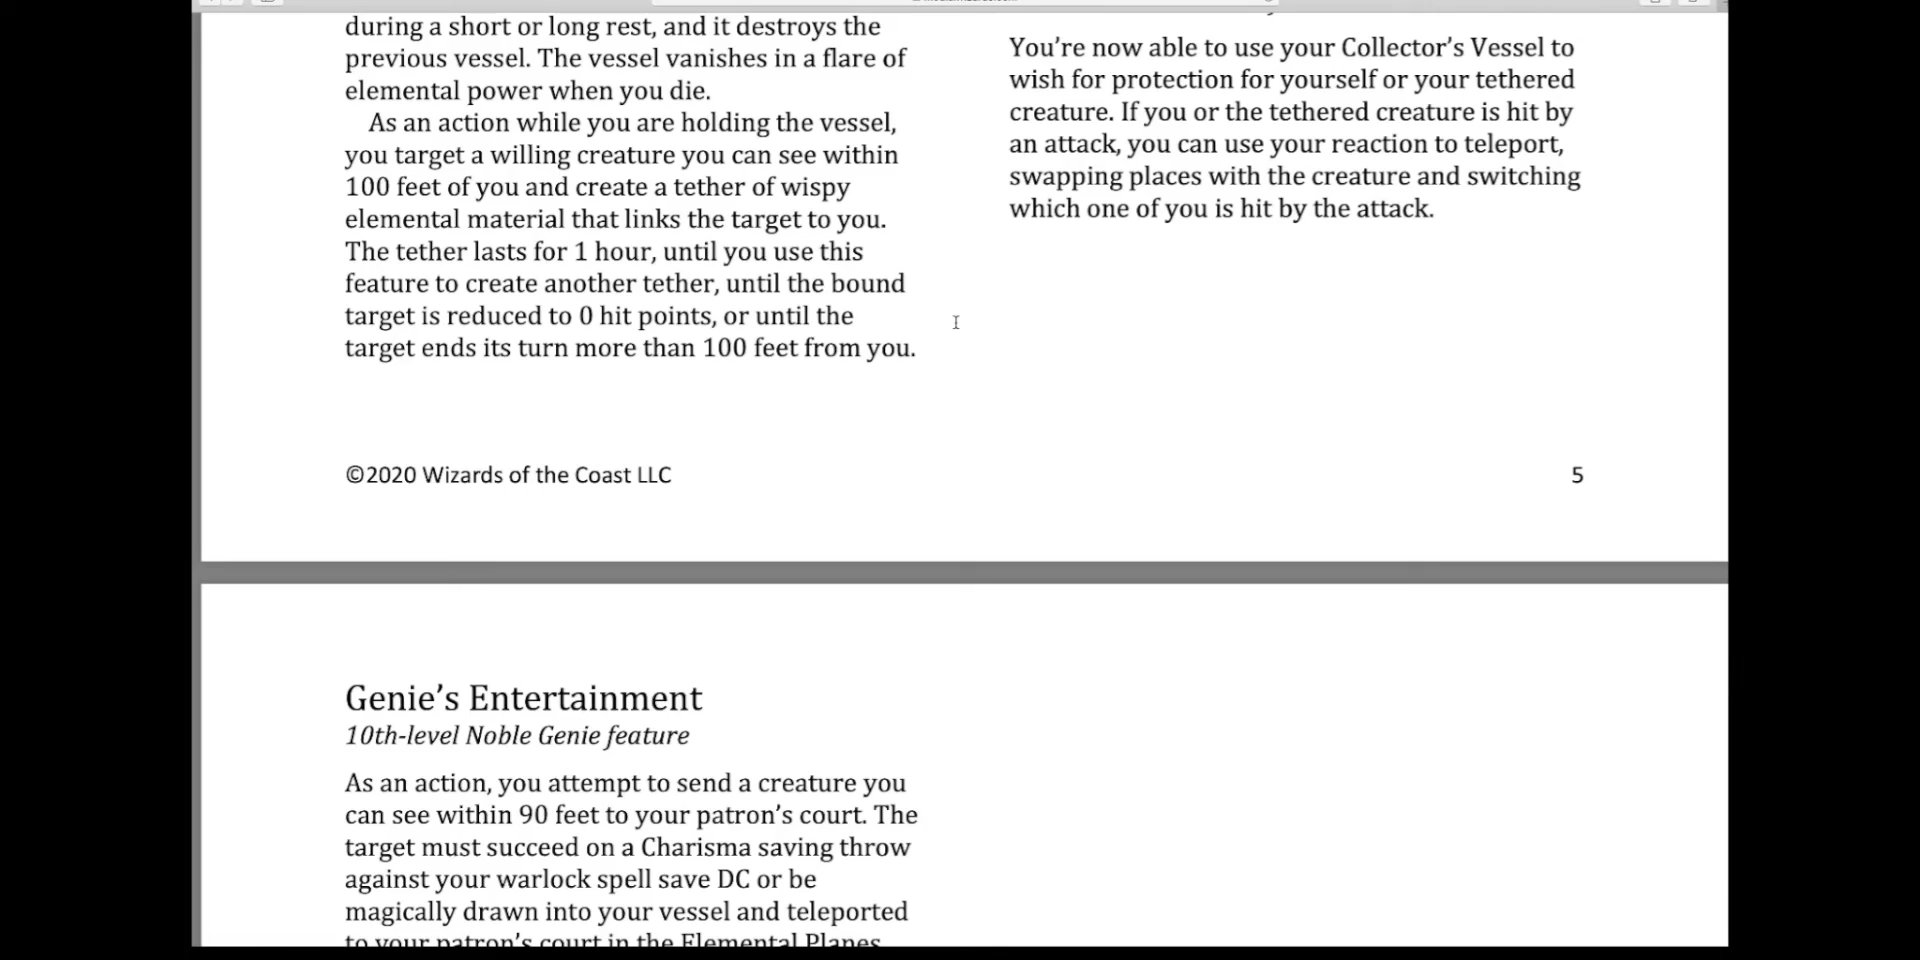 during a short or long rest, and it destroys the
previous vessel. The vessel vanishes in a flare of
elemental power when you die.
As an action while you are holding the vessel,
you target a willing creature you can see within
100 feet of you and create a tether of wispy
elemental material that links the target to you.
The tether lasts for 1 hour, until you use this
feature to create another tether, until the bound
target is reduced to 0 hit points, or until the
target ends its turn more than 100 feet from you.
You’re now able to use your Collector’s Vessel to
wish for protection for yourself or your tethered
creature. If you or the tethered creature is hit by
an attack, you can use your reaction to teleport,
swapping places with the creature and switching
which one of you is hit by the attack.
©2020 Wizards of the Coast LLC
5
Genie’s Entertainment
10th-level Noble Genie feature
As an action, you attempt to send a creature you
can see within 90 feet to your patron’s court. The
target must succeed on a Charisma saving throw
against your warlock spell save DC or be
magically drawn into your vessel and teleported
to your patron’s court in the Elemental Planes